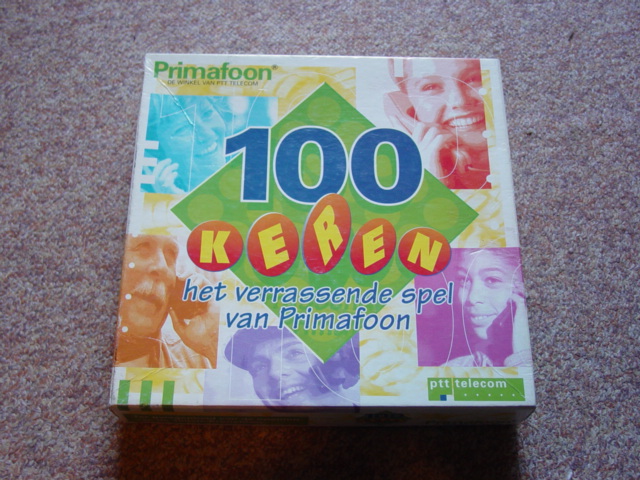 Primafoon®
DE WINKEL VAN PTT TELECOM
100
KEREN
het verrassende spel
van Primafoon
ptt telecom